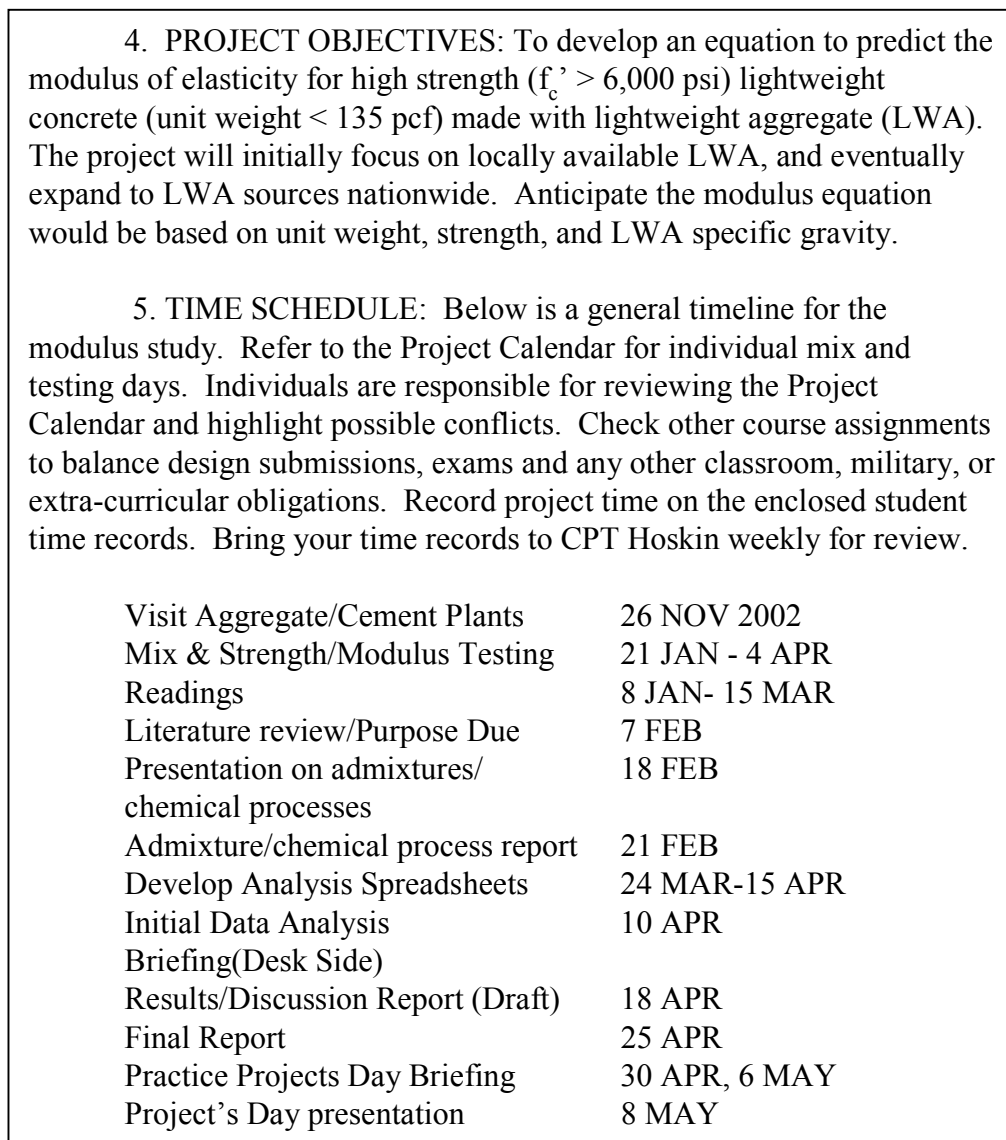 4. PROJECT OBJECTIVES: To develop an equation to predict the
modulus of elasticity for high strength (fc’ > 6,000 psi) lightweight
concrete (unit weight < 135 pcf) made with lightweight aggregate (LWA).
The project will initially focus on locally available LWA, and eventually
expand to LWA sources nationwide. Anticipate the modulus equation
would be based on unit weight, strength, and LWA specific gravity.
5. TIME SCHEDULE: Below is a general timeline for the
modulus study. Refer to the Project Calendar for individual mix and
testing days. Individuals are responsible for reviewing the Project
Calendar and highlight possible conflicts. Check other course assignments
to balance design submissions, exams and any other classroom, military, or
extra-curricular obligations. Record project time on the enclosed student
time records. Bring your time records to CPT Hoskin weekly for review.
Visit Aggregate/Cement Plants 26 NOV 2002
Mix & Strength/Modulus Testing 21 JAN - 4 APR
Readings 8 JAN- 15 MAR
Literature review/Purpose Due 7 FEB
Presentation on admixtures/ 18 FEB
chemical processes
Admixture/chemical process report 21 FEB
Develop Analysis Spreadsheets 24 MAR-15 APR
Initial Data Analysis 10 APR
Briefing(Desk Side)
Results/Discussion Report (Draft) 18 APR
Final Report 25 APR
Practice Projects Day Briefing 30 APR, 6 MAY
Project’s Day presentation 8 MAY